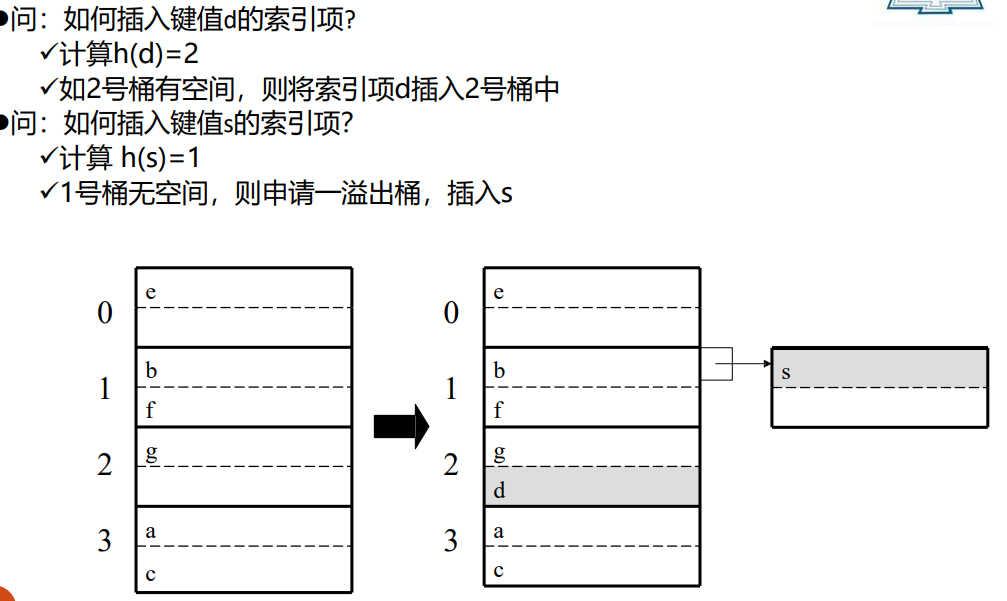 ●问：如何插入键值d的索引项?
✓计算h(d)=2
✓如2号桶有空间，则将索引项d插入2号桶中
●问：如何插入键值s的索引项?
✓计算 h(s)=1
✓1号桶无空间，则申请一溢出桶，插入s
0
e
1
b
f
2
g
3
a
c
0
e
1
b
f
2
g
d
3
a
c
s